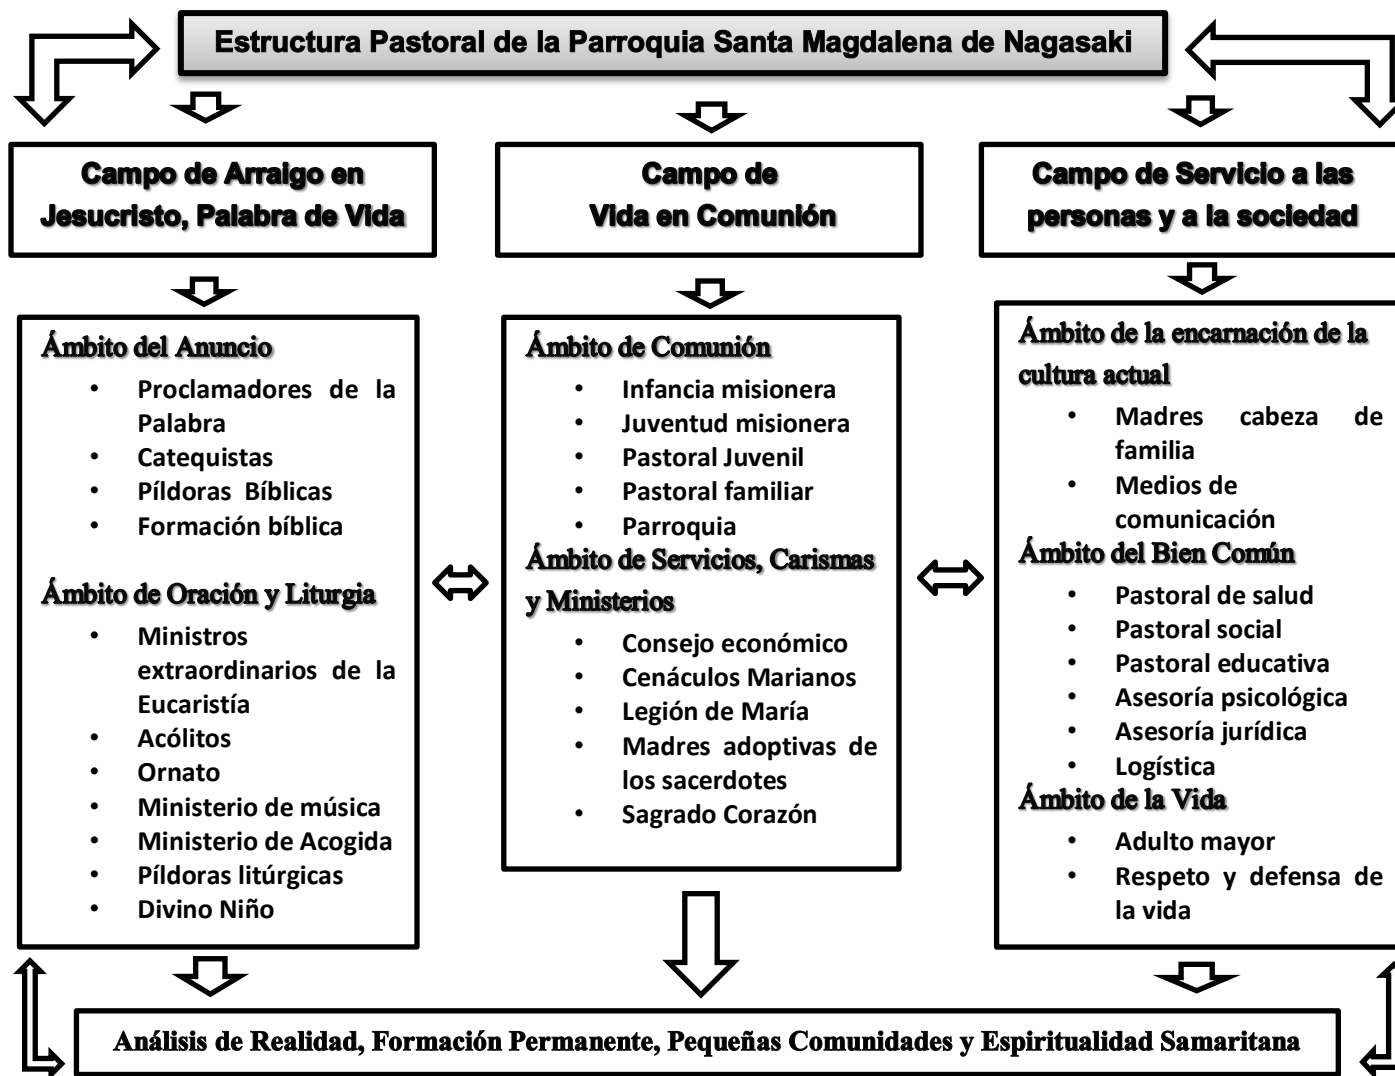 Estructura Pastoral de la Parroquia Santa Magdalena de Nagasaki
Campo de Arraigo en
Jesucristo, Palabra de Vida
Campo de
Vida en Comunión
Campo de Servicio a las
personas y a la sociedad
Ámbito del Anuncio
• Proclamadores de la
Palabra
• Catequistas
• Píldoras Bíblicas
• Formación bíblica
Ámbito de Oración y Liturgia
• Ministros
extraordinarios de la
Eucaristía
• Acólitos
• Ornato
• Ministerio de música
• Ministerio de Acogida
• Píldoras litúrgicas
• Divino Niño
Ámbito de Comunión
• Infancia misionera
• Juventud misionera
• Pastoral Juvenil
• Pastoral familiar
• Parroquia
Ámbito de Servicios, Carismas
y Ministerios
• Consejo económico
• Cenáculos Marianos
• Legión de María
• Madres adoptivas de
los sacerdotes
• Sagrado Corazón
Ámbito de la encarnación de la
cultura actual
• Madres cabeza de
familia
• Medios de
comunicación
Ámbito del Bien Común
• Pastoral de salud
• Pastoral social
• Pastoral educativa
• Asesoría psicológica
• Asesoría jurídica
• Logística
Ámbito de la Vida
• Adulto mayor
• Respeto y defensa de
la vida
Análisis de Realidad, Formación Permanente, Pequeñas Comunidades y Espiritualidad Samaritana